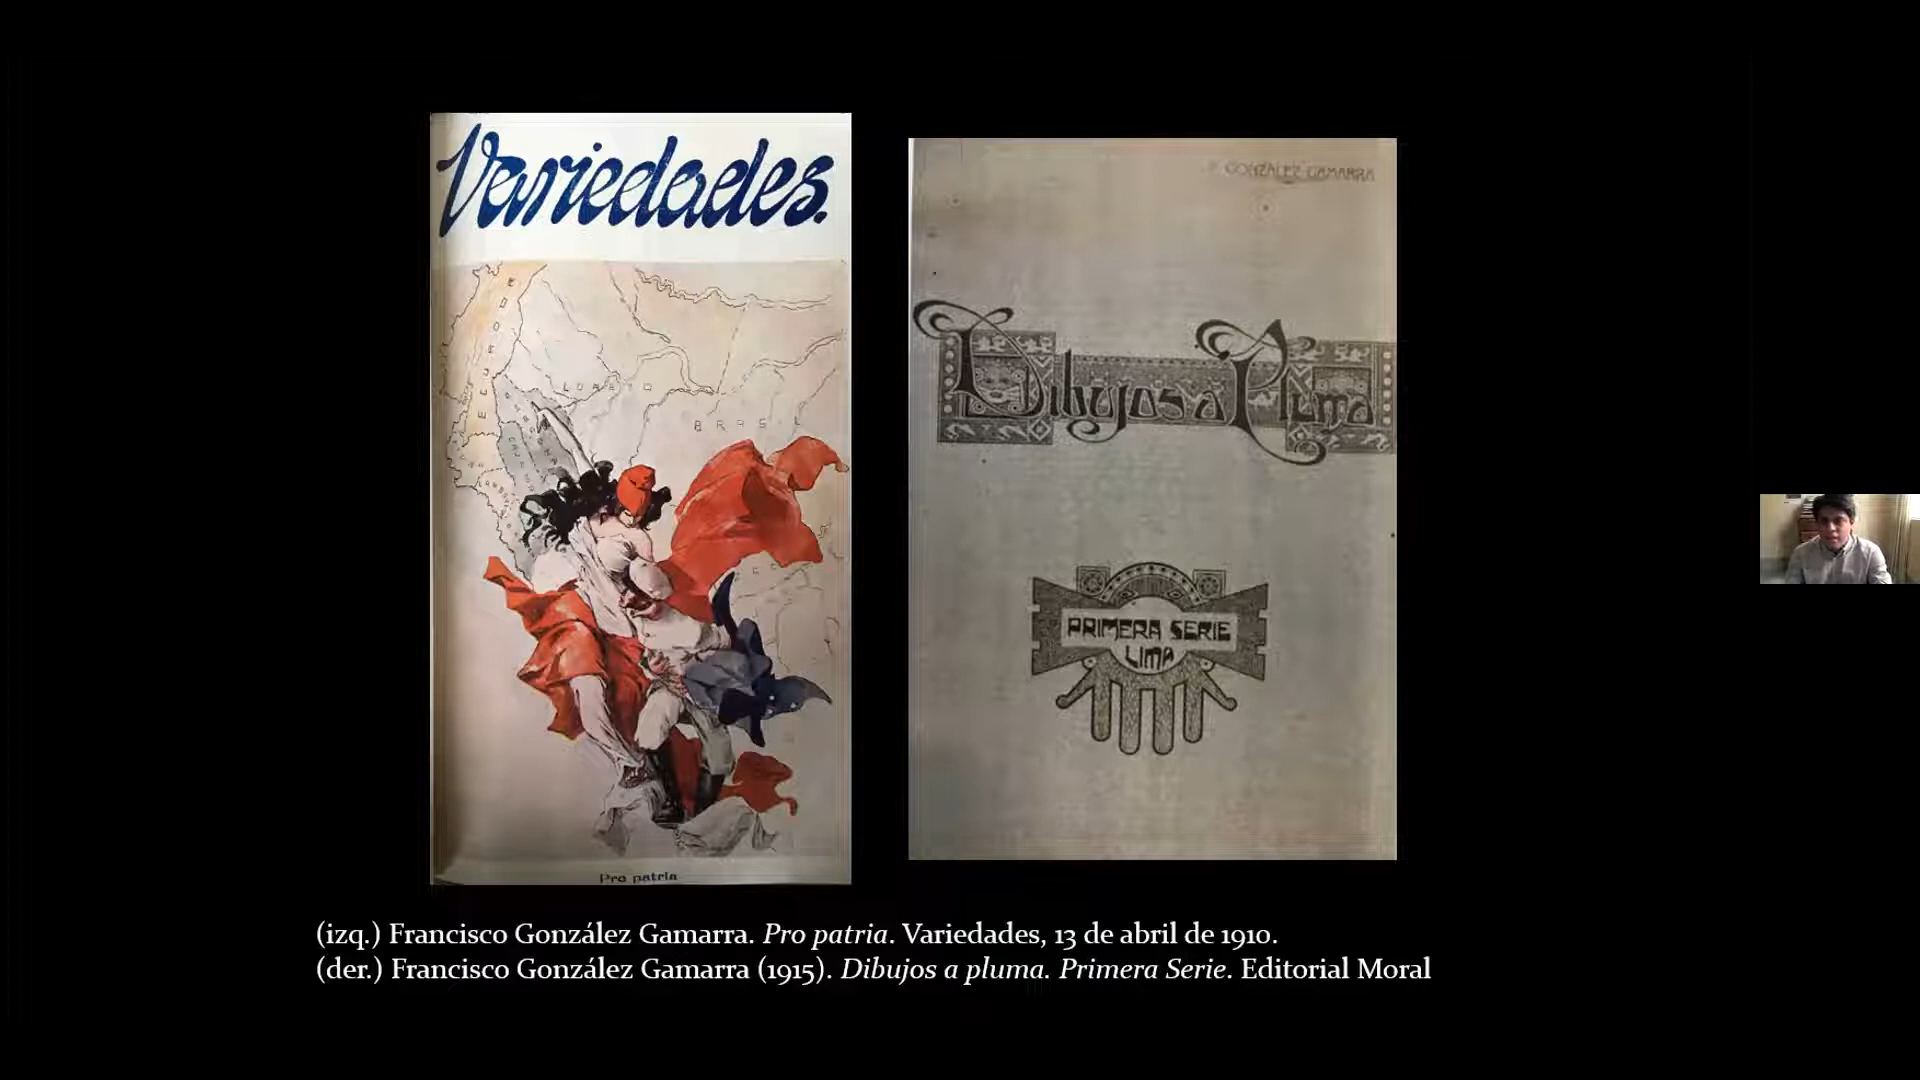 Variedades.
ECUADOR
LORETO
BRASIL
Pro patria
F. GONZÁLEZ GAMARRA
Dibujos a Pluma
PRIMERA SERIE
LIMA
(izq.) Francisco González Gamarra. Pro patria. Variedades, 13 de abril de 1910.
(der.) Francisco González Gamarra (1915). Dibujos a pluma. Primera Serie. Editorial Moral